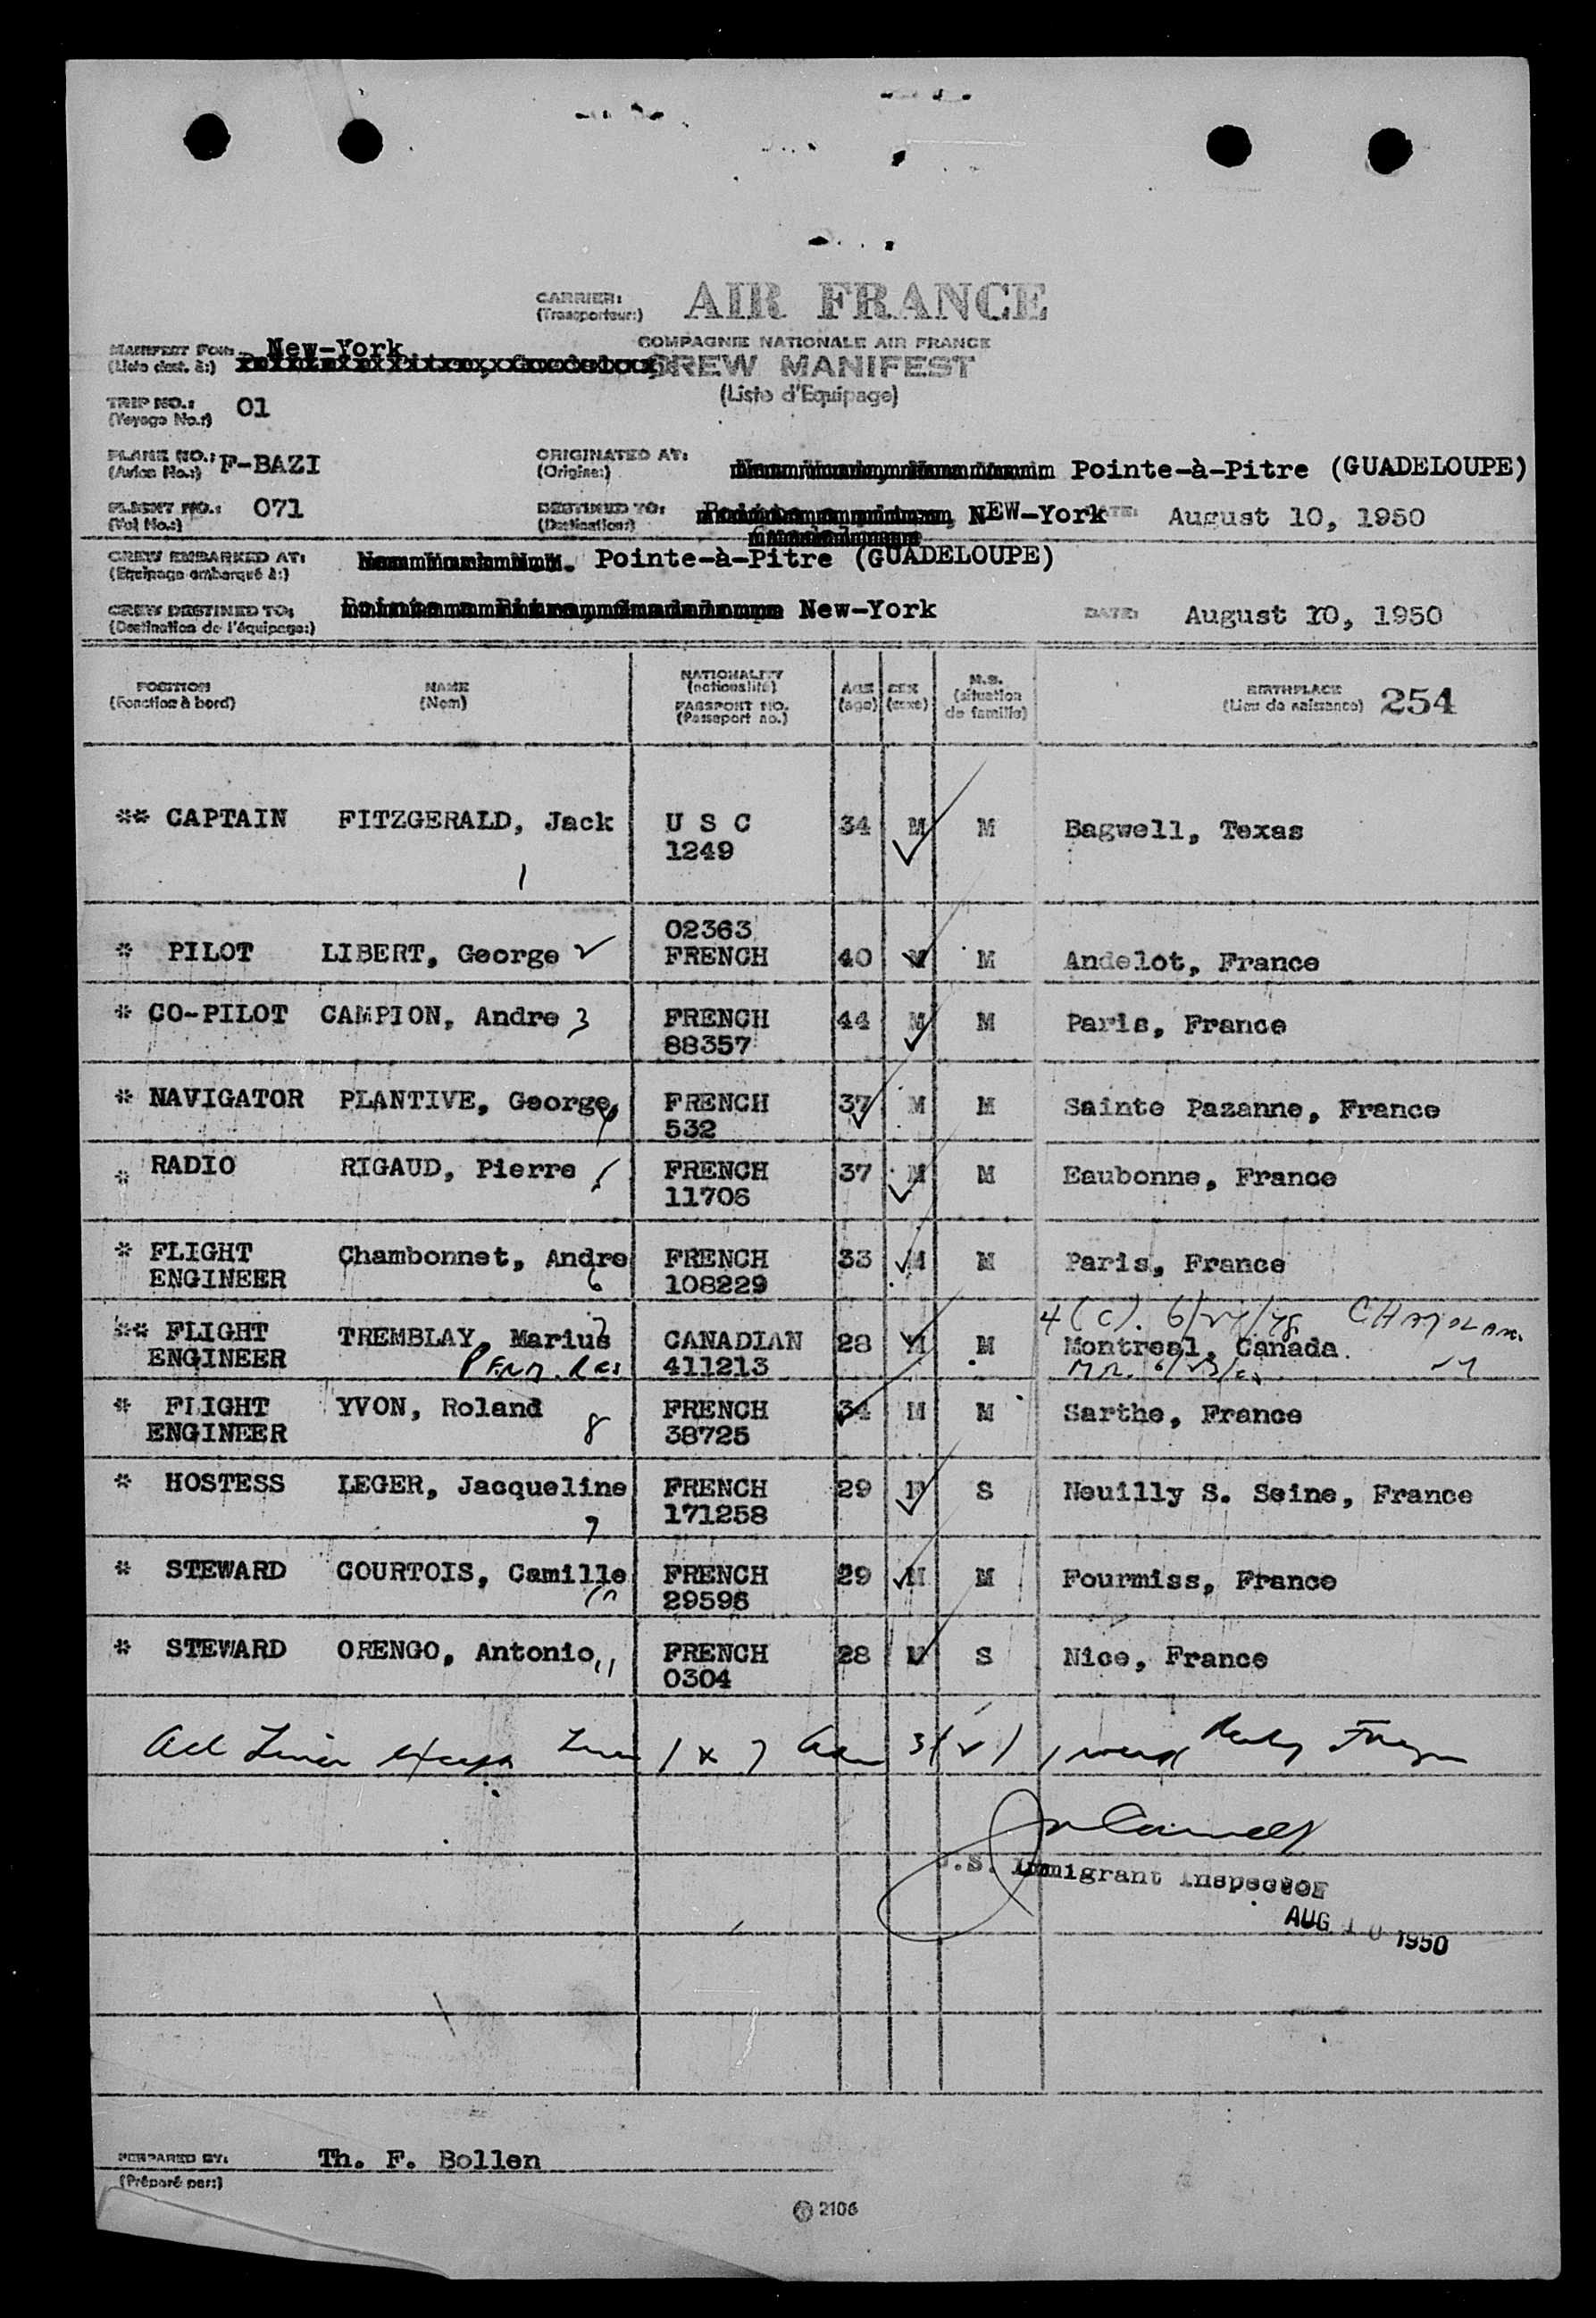 CARRIER: AIR FRANCE
(Transporteur:)
COMPAGNIE NATIONALE AIR FRANCE
MANIFEST FOR: New-York
(Liste dest. à:)
CREW MANIFEST
(Liste d'Equipage)
TRIP NO.: 01
(Voyage No.:)
PLANE NO.: F-BAZI
(Avion No.:)
ORIGINATED AT: Pointe-à-Pitre (GUADELOUPE)
(Origine:)
FLIGHT NO.: 071
(Vol No.:)
DESTINED TO: NEW-York DATE: August 10, 1950
(Destination:)
CREW EMBARKED AT: Pointe-à-Pitre (GUADELOUPE)
(Equipage embarqué à:)
CREW DESTINED TO: New-York DATE: August 10, 1950
(Destination de l'équipage:)
POSITION NAME NATIONALITY AGE SEX M.S. BIRTHPLACE 254
(Fonction à bord) (Nom) (nationalité) (age) (sexe) (situation de famille) (Lieu de naissance)
PASSPORT NO.
(Passeport no.)
** CAPTAIN FITZGERALD, Jack U S C 34 M M Bagwell, Texas
1 1249
02363
* PILOT LIBERT, George 2 FRENCH 40 M M Andelot, France
* CO-PILOT CAMPION, Andre 3 FRENCH 44 M M Paris, France
88357
* NAVIGATOR PLANTIVE, George FRENCH 37 M M Sainte Pazanne, France
532
* RADIO RIGAUD, Pierre FRENCH 37 M M Eaubonne, France
11706
* FLIGHT Chambonnet, Andre FRENCH 33 M M Paris, France
ENGINEER 6 108229
4(c).
** FLIGHT TREMBLAY, Marius CANADIAN 28 M M Montreal, Canada.
ENGINEER Perm. Res 411213
* FLIGHT YVON, Roland FRENCH 34 M M Sarthe, France
ENGINEER 8 38725
* HOSTESS LEGER, Jacqueline FRENCH 29 S Neuilly S. Seine, France
171258
* STEWARD COURTOIS, Camille FRENCH 29 M M Fourmiss, France
29596
* STEWARD ORENGO, Antonio 11 FRENCH 28 M S Nice, France
0304
U.S. Immigrant Inspector
AUG 10 1950
PREPARED BY: Th. F. Bollen
(Préparé par:)
2106